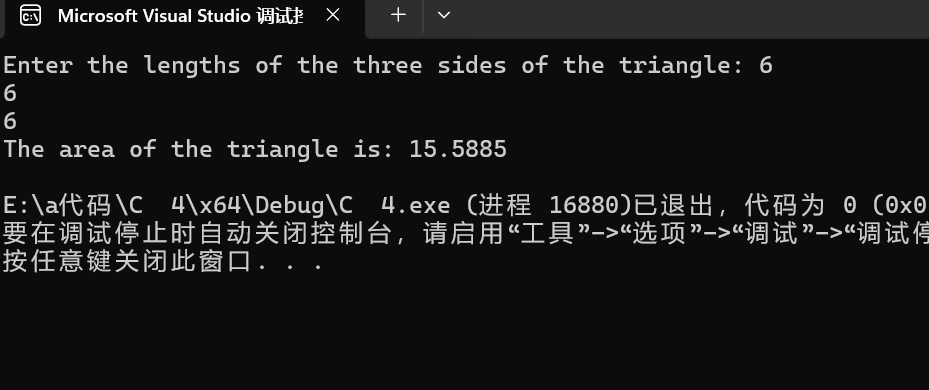 Microsoft Visual Studio 调试
Enter the lengths of the three sides of the triangle: 6
6
6
The area of the triangle is: 15.5885
E:\a代码\C  4\x64\Debug\C  4.exe (进程 16880)已退出，代码为 0 (0x0
要在调试停止时自动关闭控制台，请启用“工具”->“选项”->“调试”->“调试停
按任意键关闭此窗口. . .